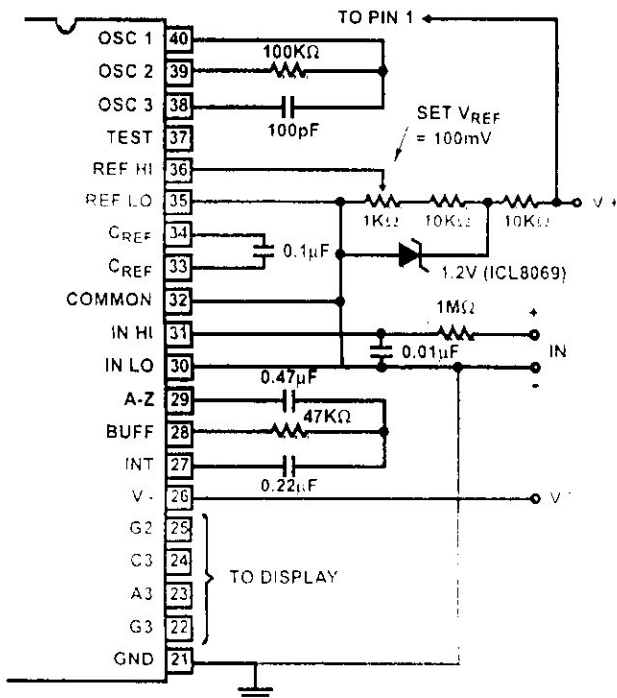 TO PIN 1
OSC 1 40
100KΩ
OSC 2 39
OSC 3 38
100pF
TEST 37
SET VREF
= 100mV
REF HI 36
REF LO 35
1KΩ 10KΩ 10KΩ
V +
CREF 34
0.1µF
CREF 33
1.2V (ICL8069)
COMMON 32
1MΩ
+
IN HI 31
0.01µF
IN
IN LO 30
-
0.47µF
A-Z 29
47KΩ
BUFF 28
INT 27
0.22µF
V - 26
V -
G2 25
C3 24
TO DISPLAY
A3 23
G3 22
GND 21